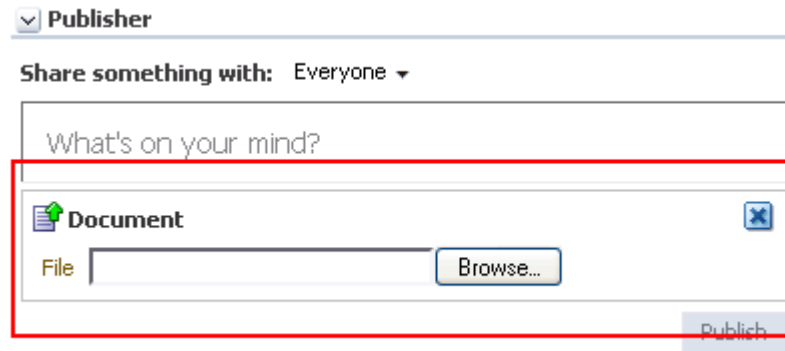 Publisher
Share something with: Everyone
What's on your mind?
Document
File Browse...
Publish